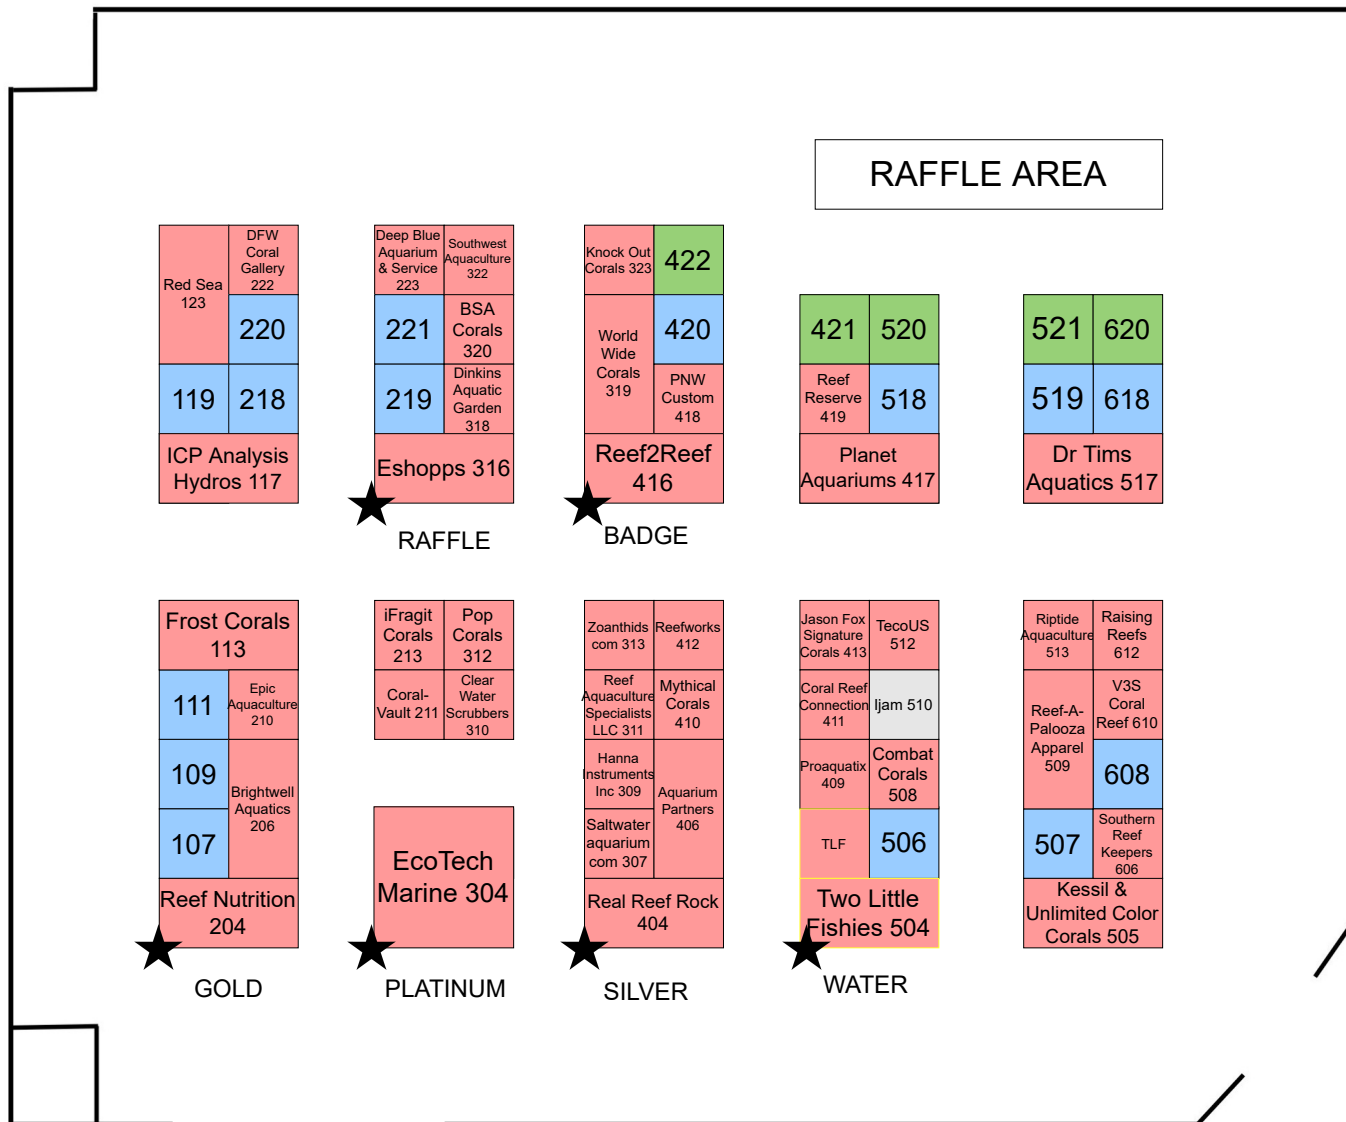 RAFFLE AREA
Red Sea
123
DFW
Coral
Gallery
222
220
119
218
ICP Analysis
Hydros 117
Deep Blue
Aquarium
& Service
223
Southwest
Aquaculture
322
221
BSA
Corals
320
219
Dinkins
Aquatic
Garden
318
Eshopps 316
RAFFLE
Knock Out
Corals 323
422
World
Wide
Corals
319
420
PNW
Custom
418
Reef2Reef
416
BADGE
421
520
Reef
Reserve
419
518
Planet
Aquariums 417
521
620
519
618
Dr Tims
Aquatics 517
Frost Corals
113
111
Epic
Aquaculture
210
109
Brightwell
Aquatics
206
107
Reef Nutrition
204
GOLD
iFragit
Corals
213
Pop
Corals
312
Coral-
Vault 211
Clear
Water
Scrubbers
310
EcoTech
Marine 304
PLATINUM
Zoanthids
com 313
Reefworks
412
Reef
Aquaculture
Specialists
LLC 311
Mythical
Corals
410
Hanna
Instruments
Inc 309
Aquarium
Partners
406
Saltwater
aquarium
com 307
Real Reef Rock
404
SILVER
Jason Fox
Signature
Corals 413
TecoUS
512
Coral Reef
Connection
411
Ijam 510
Proaquatix
409
Combat
Corals
508
TLF
506
Two Little
Fishies 504
WATER
Riptide
Aquaculture
513
Raising
Reefs
612
Reef-A-
Palooza
Apparel
509
V3S
Coral
Reef 610
608
507
Southern
Reef
Keepers
606
Kessil &
Unlimited Color
Corals 505